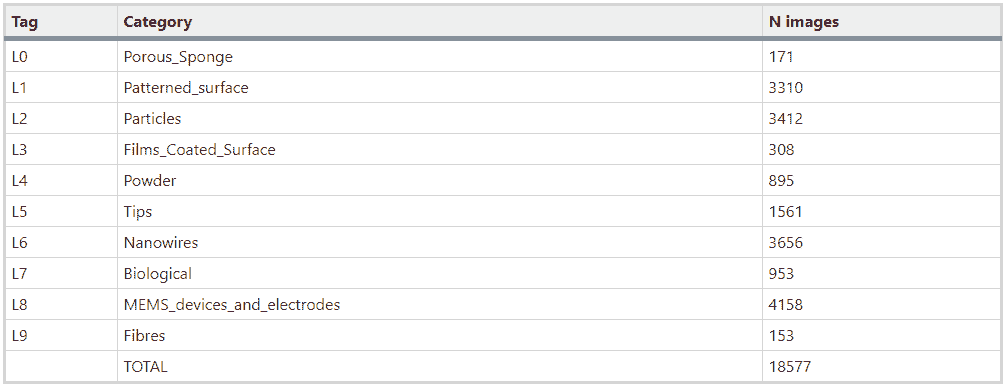 Tag Category N images
L0 Porous_Sponge 171
L1 Patterned_surface 3310
L2 Particles 3412
L3 Films_Coated_Surface 308
L4 Powder 895
L5 Tips 1561
L6 Nanowires 3656
L7 Biological 953
L8 MEMS_devices_and_electrodes 4158
L9 Fibres 153
TOTAL 18577